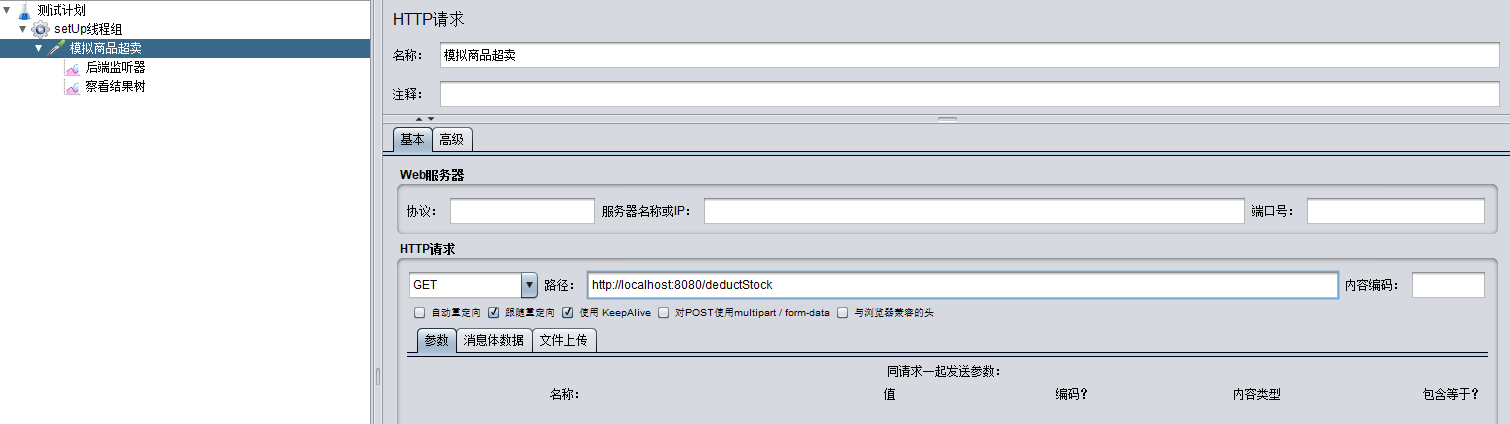 测试计划
setUp线程组
模拟商品超卖
后端监听器
察看结果树
HTTP请求
名称： 模拟商品超卖
注释：
基本 高级
Web服务器
协议： 服务器名称或IP： 端口号：
HTTP请求
GET 路径： http://localhost:8080/deductStock 内容编码：
自动重定向 跟随重定向 使用 KeepAlive 对POST使用multipart / form-data 与浏览器兼容的头
参数 消息体数据 文件上传
同请求一起发送参数：
名称： 值 编码？ 内容类型 包含等于？